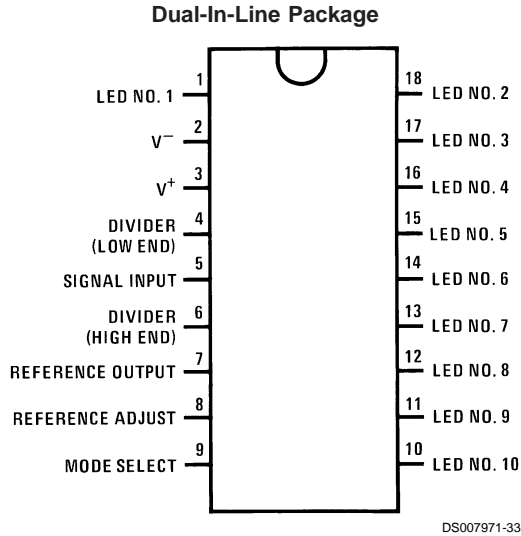 Dual-In-Line Package
1
LED NO. 1
18
LED NO. 2
2
V−
17
LED NO. 3
3
V+
16
LED NO. 4
4
DIVIDER
(LOW END)
15
LED NO. 5
5
SIGNAL INPUT
14
LED NO. 6
6
DIVIDER
(HIGH END)
13
LED NO. 7
7
REFERENCE OUTPUT
12
LED NO. 8
8
REFERENCE ADJUST
11
LED NO. 9
9
MODE SELECT
10
LED NO. 10
DS007971-33